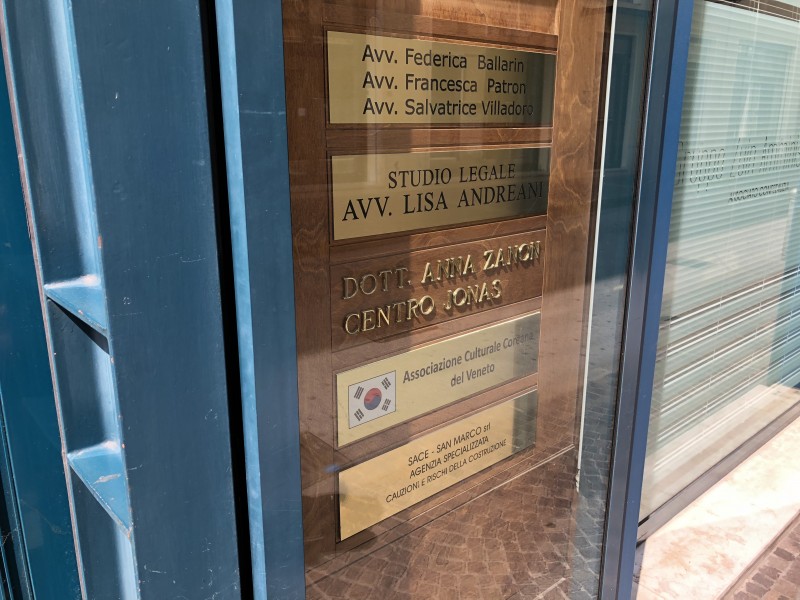 Avv. Federica Ballarin
Avv. Francesca Patron
Avv. Salvatrice Villadoro
STUDIO LEGALE
AVV. LISA ANDREANI
DOTT. ANNA ZANON
CENTRO JONAS
Associazione Culturale Coreana
del Veneto
SACE - SAN MARCO srl
AGENZIA SPECIALIZZATA
CAUZIONI E RISCHI DELLA COSTRUZIONE